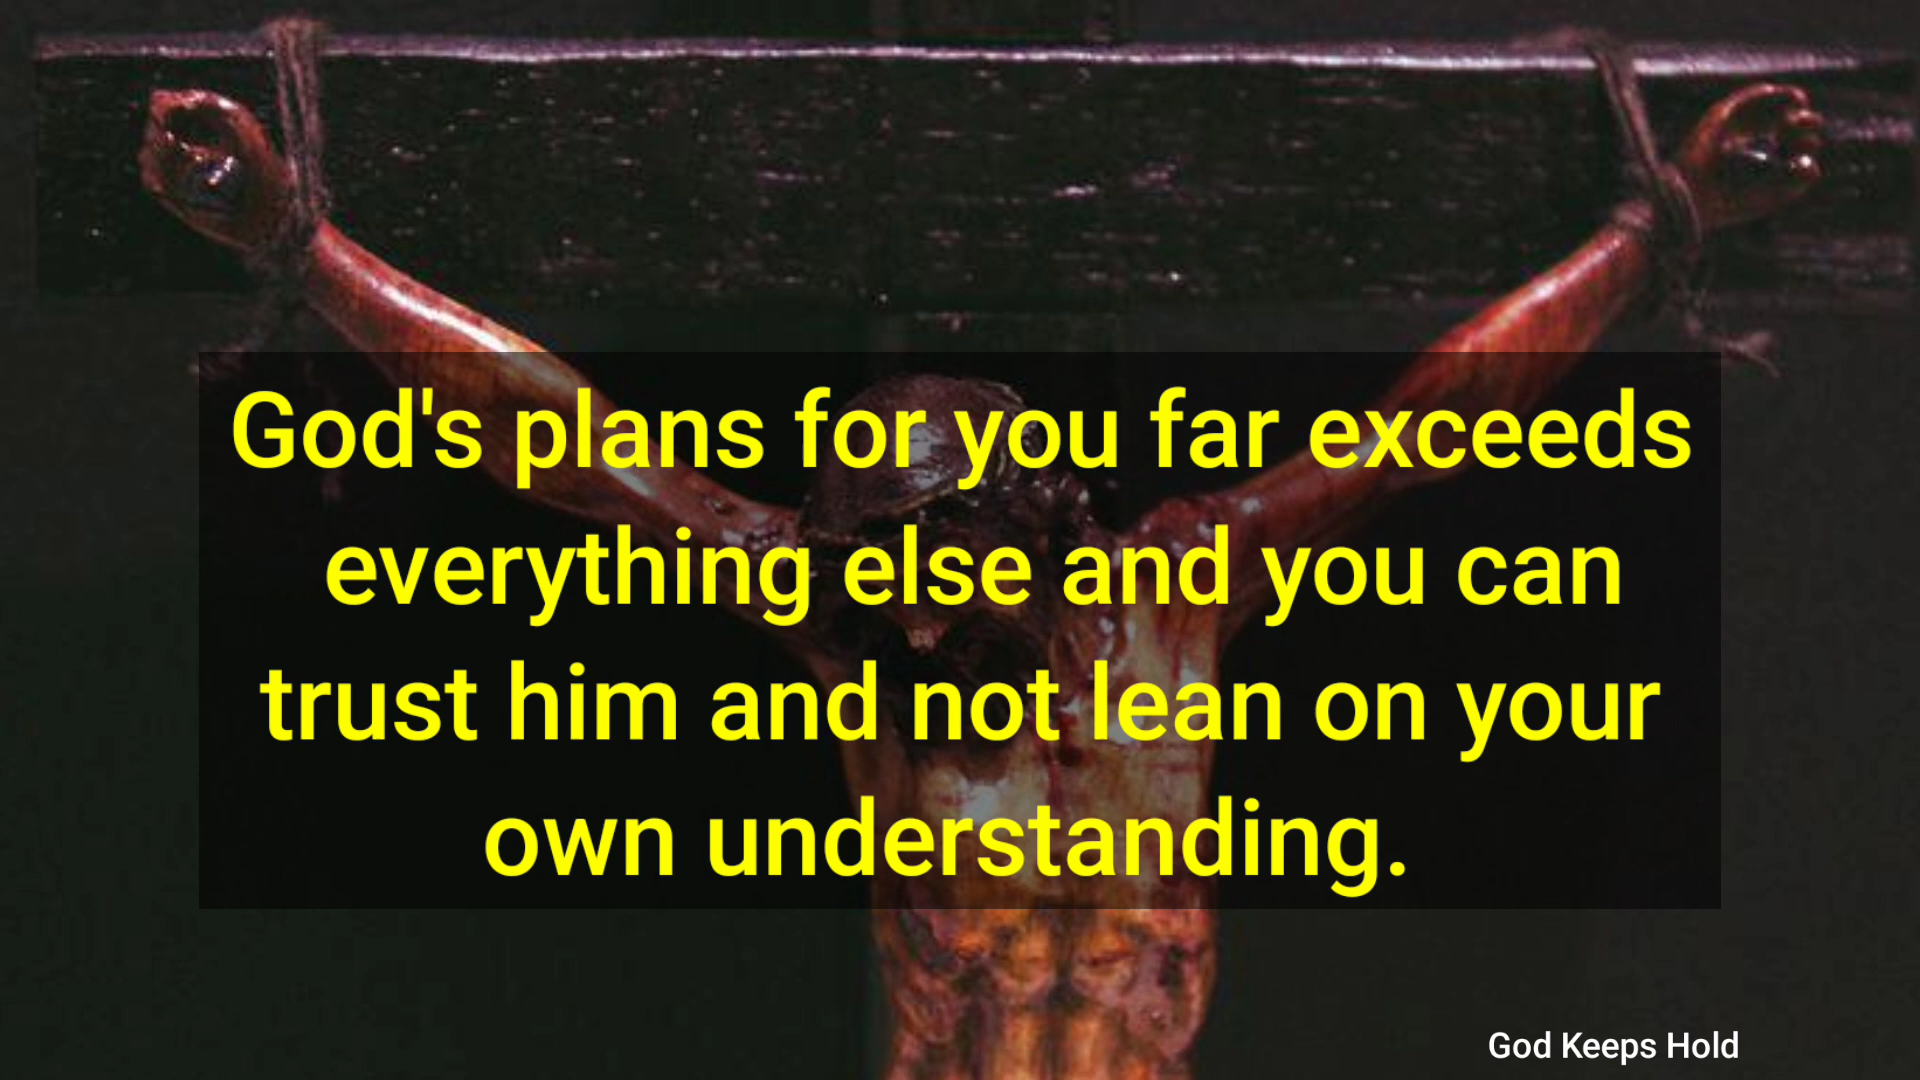 God's plans for you far exceeds
everything else and you can
trust him and not lean on your
own understanding.
God Keeps Hold